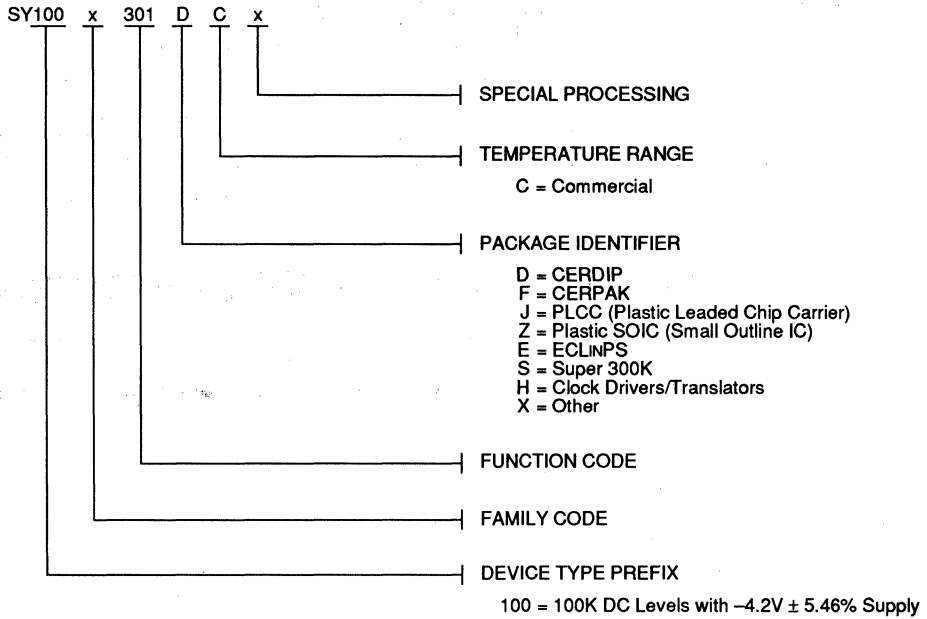 SY100 x 301 D C x
SPECIAL PROCESSING
TEMPERATURE RANGE
C = Commercial
PACKAGE IDENTIFIER
D = CERDIP
F = CERPAK
J = PLCC (Plastic Leaded Chip Carrier)
Z = Plastic SOIC (Small Outline IC)
E = ECLINPS
S = Super 300K
H = Clock Drivers/Translators
X = Other
FUNCTION CODE
FAMILY CODE
DEVICE TYPE PREFIX
100 = 100K DC Levels with –4.2V ± 5.46% Supply